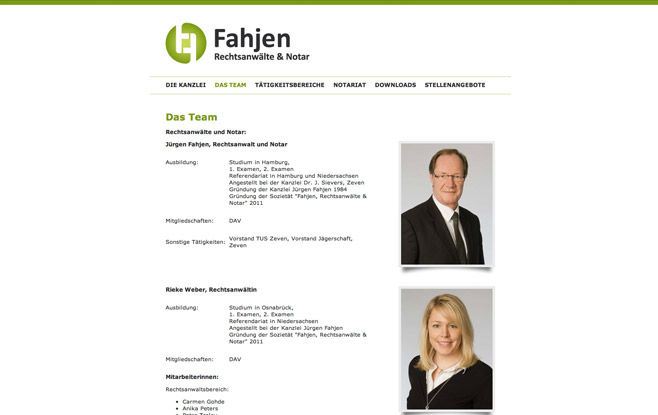 Fahjen
Rechtsanwälte & Notar
DIE KANZLEI DAS TEAM TÄTIGKEITSBEREICHE NOTARIAT DOWNLOADS STELLENANGEBOTE
Das Team
Rechtsanwälte und Notar:
Jürgen Fahjen, Rechtsanwalt und Notar
Ausbildung: Studium in Hamburg,
1. Examen, 2. Examen
Referendariat in Hamburg und Niedersachsen
Angestellt bei der Kanzlei Dr. J. Sievers, Zeven
Gründung der Kanzlei Jürgen Fahjen 1984
Gründung der Sozietät "Fahjen, Rechtsanwälte &
Notar" 2011
Mitgliedschaften: DAV
Sonstige Tätigkeiten: Vorstand TUS Zeven, Vorstand Jägerschaft,
Zeven
Rieke Weber, Rechtsanwältin
Ausbildung: Studium in Osnabrück,
1. Examen, 2. Examen
Referendariat in Niedersachsen
Angestellt bei der Kanzlei Jürgen Fahjen
Gründung der Sozietät "Fahjen, Rechtsanwälte &
Notar" 2011
Mitgliedschaften: DAV
Mitarbeiterinnen:
Rechtsanwaltsbereich:
• Carmen Gohde
• Anika Peters